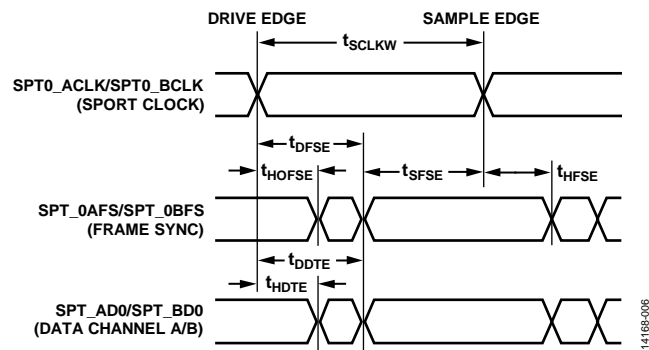 DRIVE EDGE
SAMPLE EDGE
tSCLKW
SPT0_ACLK/SPT0_BCLK
(SPORT CLOCK)
tDFSE
tHOFSE
tSFSE
tHFSE
SPT_0AFS/SPT_0BFS
(FRAME SYNC)
tDDTE
tHDTE
SPT_AD0/SPT_BD0
(DATA CHANNEL A/B)
14168-006